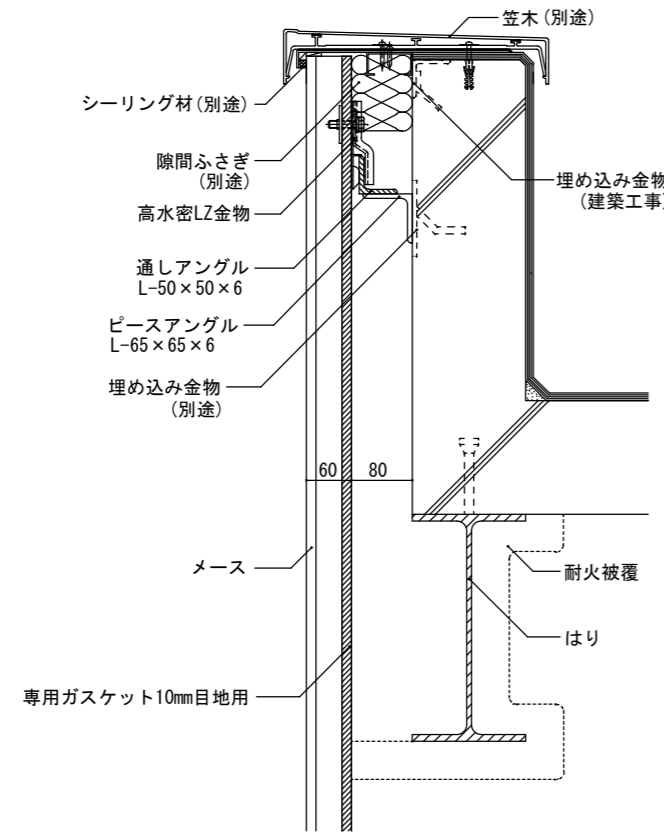 笠木(別途)
シーリング材(別途)
隙間ふさぎ
(別途)
埋め込み金物
(建築工事)
高水密LZ金物
通しアングル
L-50×50×6
ピースアングル
L-65×65×6
埋め込み金物
(別途)
60
80
メース
耐火被覆
はり
専用ガスケット10mm目地用